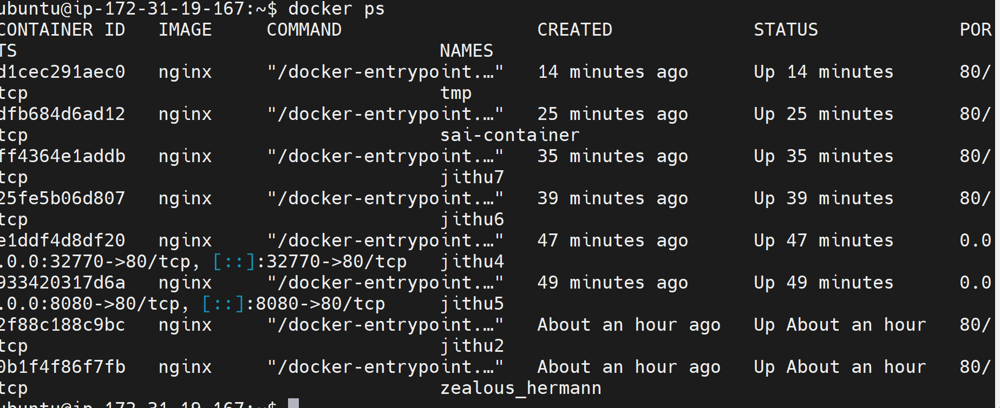 ubuntu@ip-172-31-19-167:~$ docker ps
CONTAINER ID   IMAGE     COMMAND                  CREATED             STATUS             POR
TS                                       NAMES
d1cec291aec0   nginx     "/docker-entrypoint.…"   14 minutes ago      Up 14 minutes      80/
tcp                                      tmp
dfb684d6ad12   nginx     "/docker-entrypoint.…"   25 minutes ago      Up 25 minutes      80/
tcp                                      sai-container
ff4364e1addb   nginx     "/docker-entrypoint.…"   35 minutes ago      Up 35 minutes      80/
tcp                                      jithu7
25fe5b06d807   nginx     "/docker-entrypoint.…"   39 minutes ago      Up 39 minutes      80/
tcp                                      jithu6
e1ddf4d8df20   nginx     "/docker-entrypoint.…"   47 minutes ago      Up 47 minutes      0.0
.0.0:32770->80/tcp, [::]:32770->80/tcp   jithu4
933420317d6a   nginx     "/docker-entrypoint.…"   49 minutes ago      Up 49 minutes      0.0
.0.0:8080->80/tcp, [::]:8080->80/tcp     jithu5
2f88c188c9bc   nginx     "/docker-entrypoint.…"   About an hour ago   Up About an hour   80/
tcp                                      jithu2
0b1f4f86f7fb   nginx     "/docker-entrypoint.…"   About an hour ago   Up About an hour   80/
tcp                                      zealous_hermann
ubuntu@ip-172-31-19-167:~$